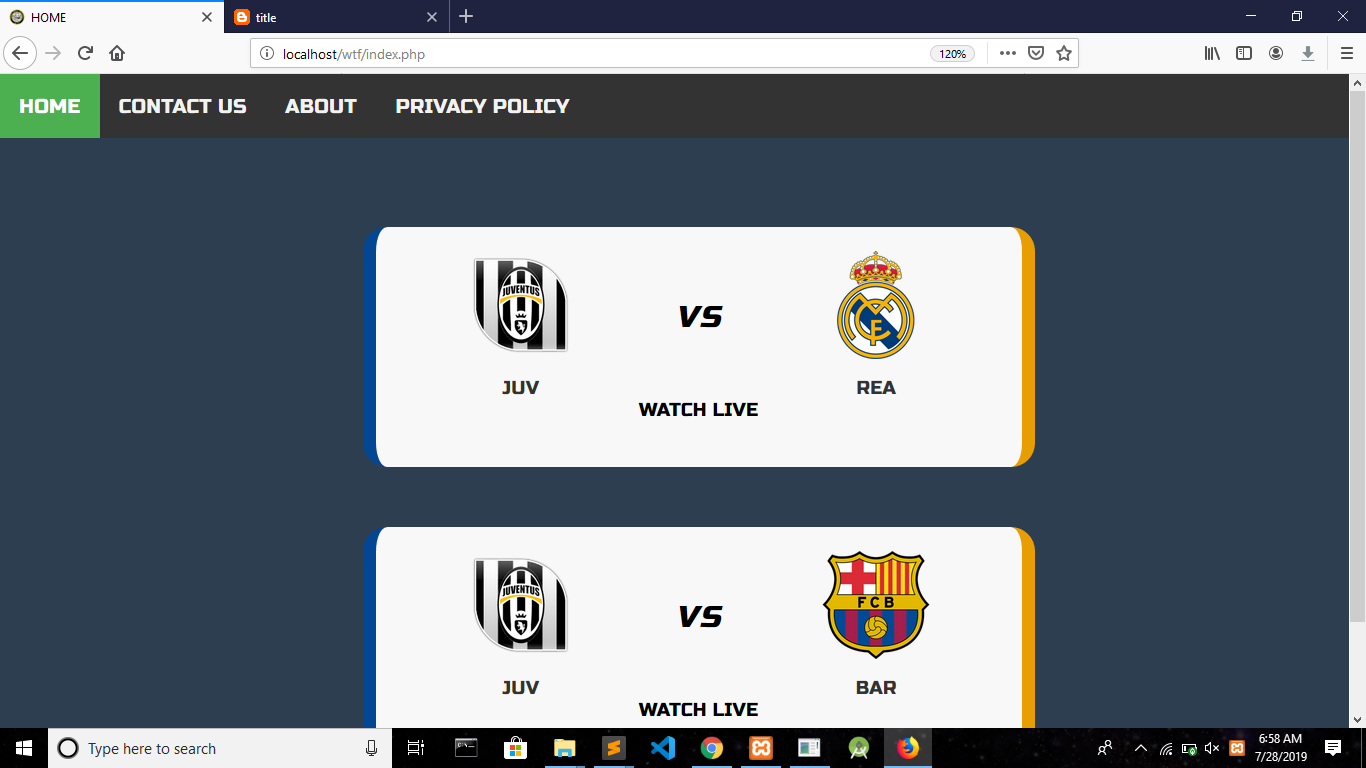 HOME
title
localhost/wtf/index.php
120%
HOME
CONTACT US
ABOUT
PRIVACY POLICY
JUVENTUS
VS
JUV
REA
WATCH LIVE
JUVENTUS
VS
FCB
JUV
BAR
WATCH LIVE
Type here to search
6:58 AM
7/28/2019